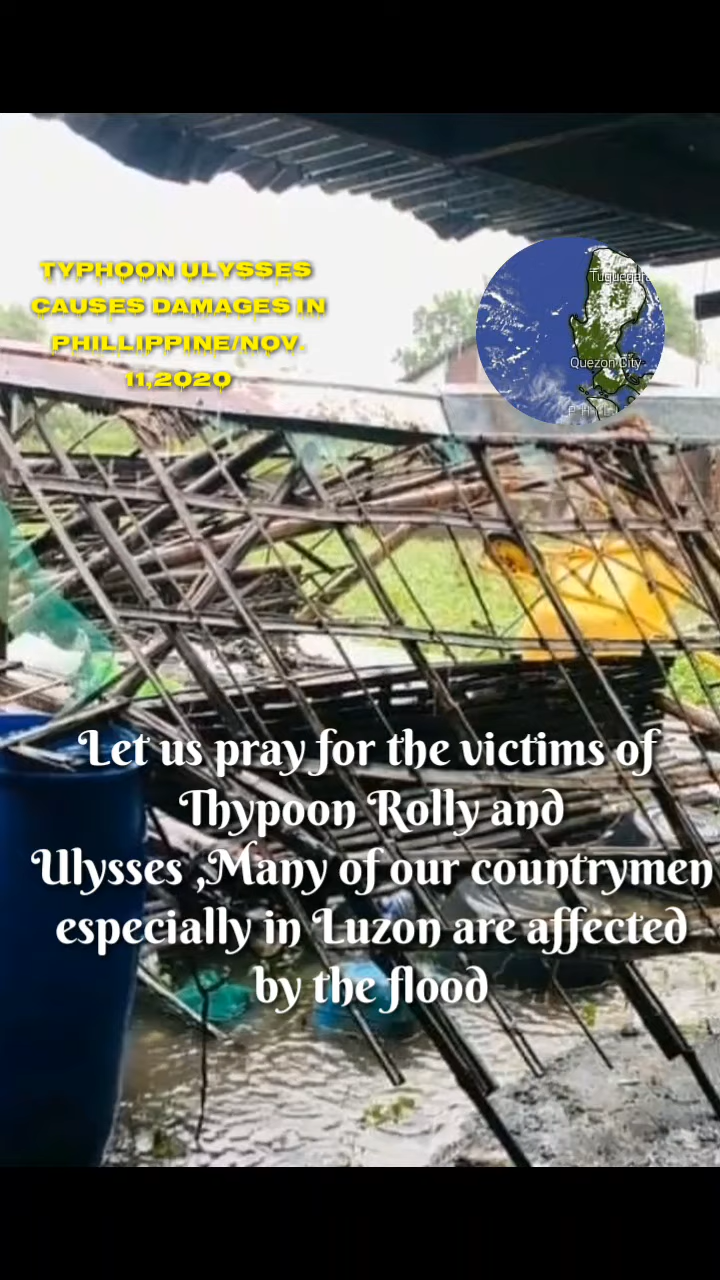 TYPHOON ULYSSES
CAUSES DAMAGES IN
PHILLIPPINE/NOV.
11,2020
Quezon City
Let us pray for the victims of
Thypoon Rolly and
Ulysses ,Many of our countrymen
especially in Luzon are affected
by the flood